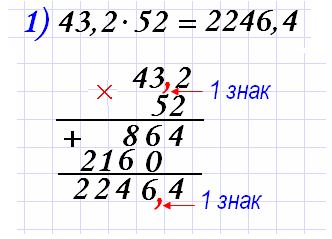 1) 43,2 · 52 = 2246,4
43,2
× 52 1 знак
+ 864
2160
2246,4
1 знак